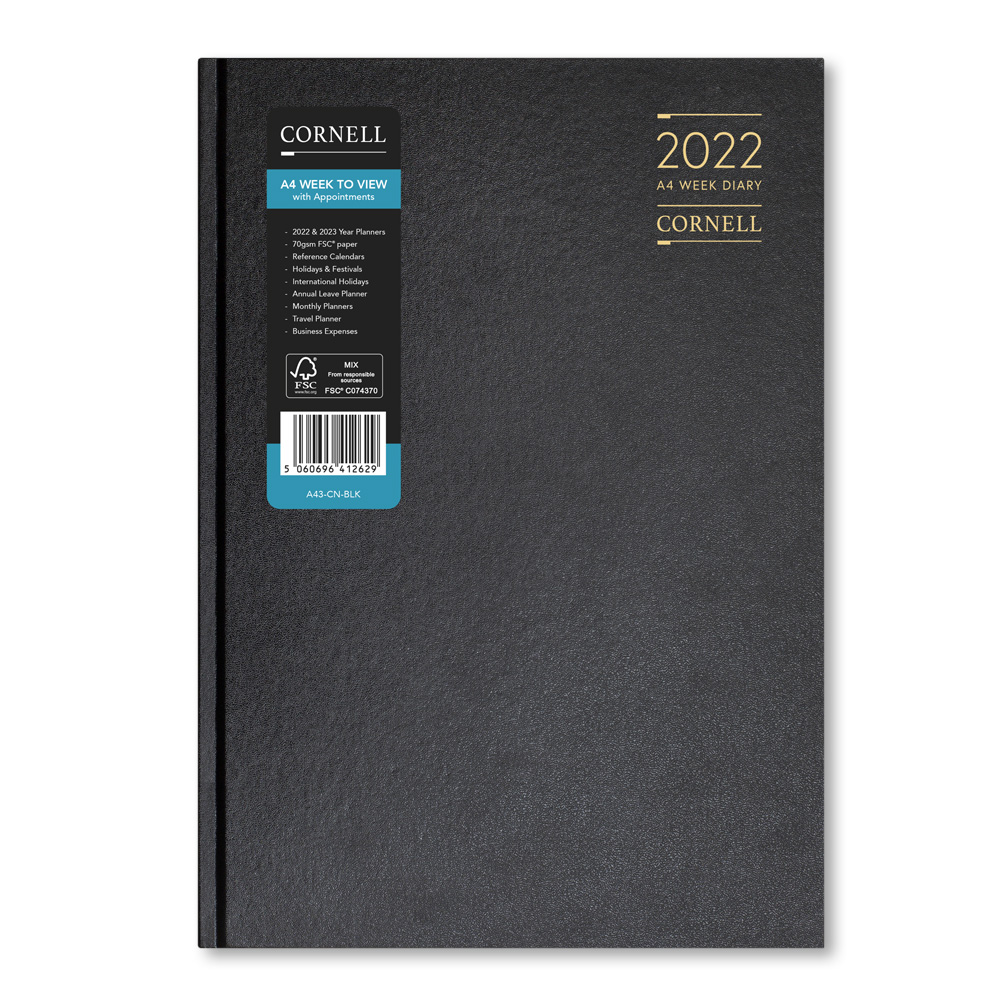 CORNELL
A4 WEEK TO VIEW
with Appointments
- 2022 & 2023 Year Planners
- 70gsm FSC® paper
- Reference Calendars
- Holidays & Festivals
- International Holidays
- Annual Leave Planner
- Monthly Planners
- Travel Planner
- Business Expenses
FSC®
www.fsc.org
MIX
From responsible
sources
FSC® C074370
5 060696 412629
A43-CN-BLK
2022
A4 WEEK DIARY
CORNELL